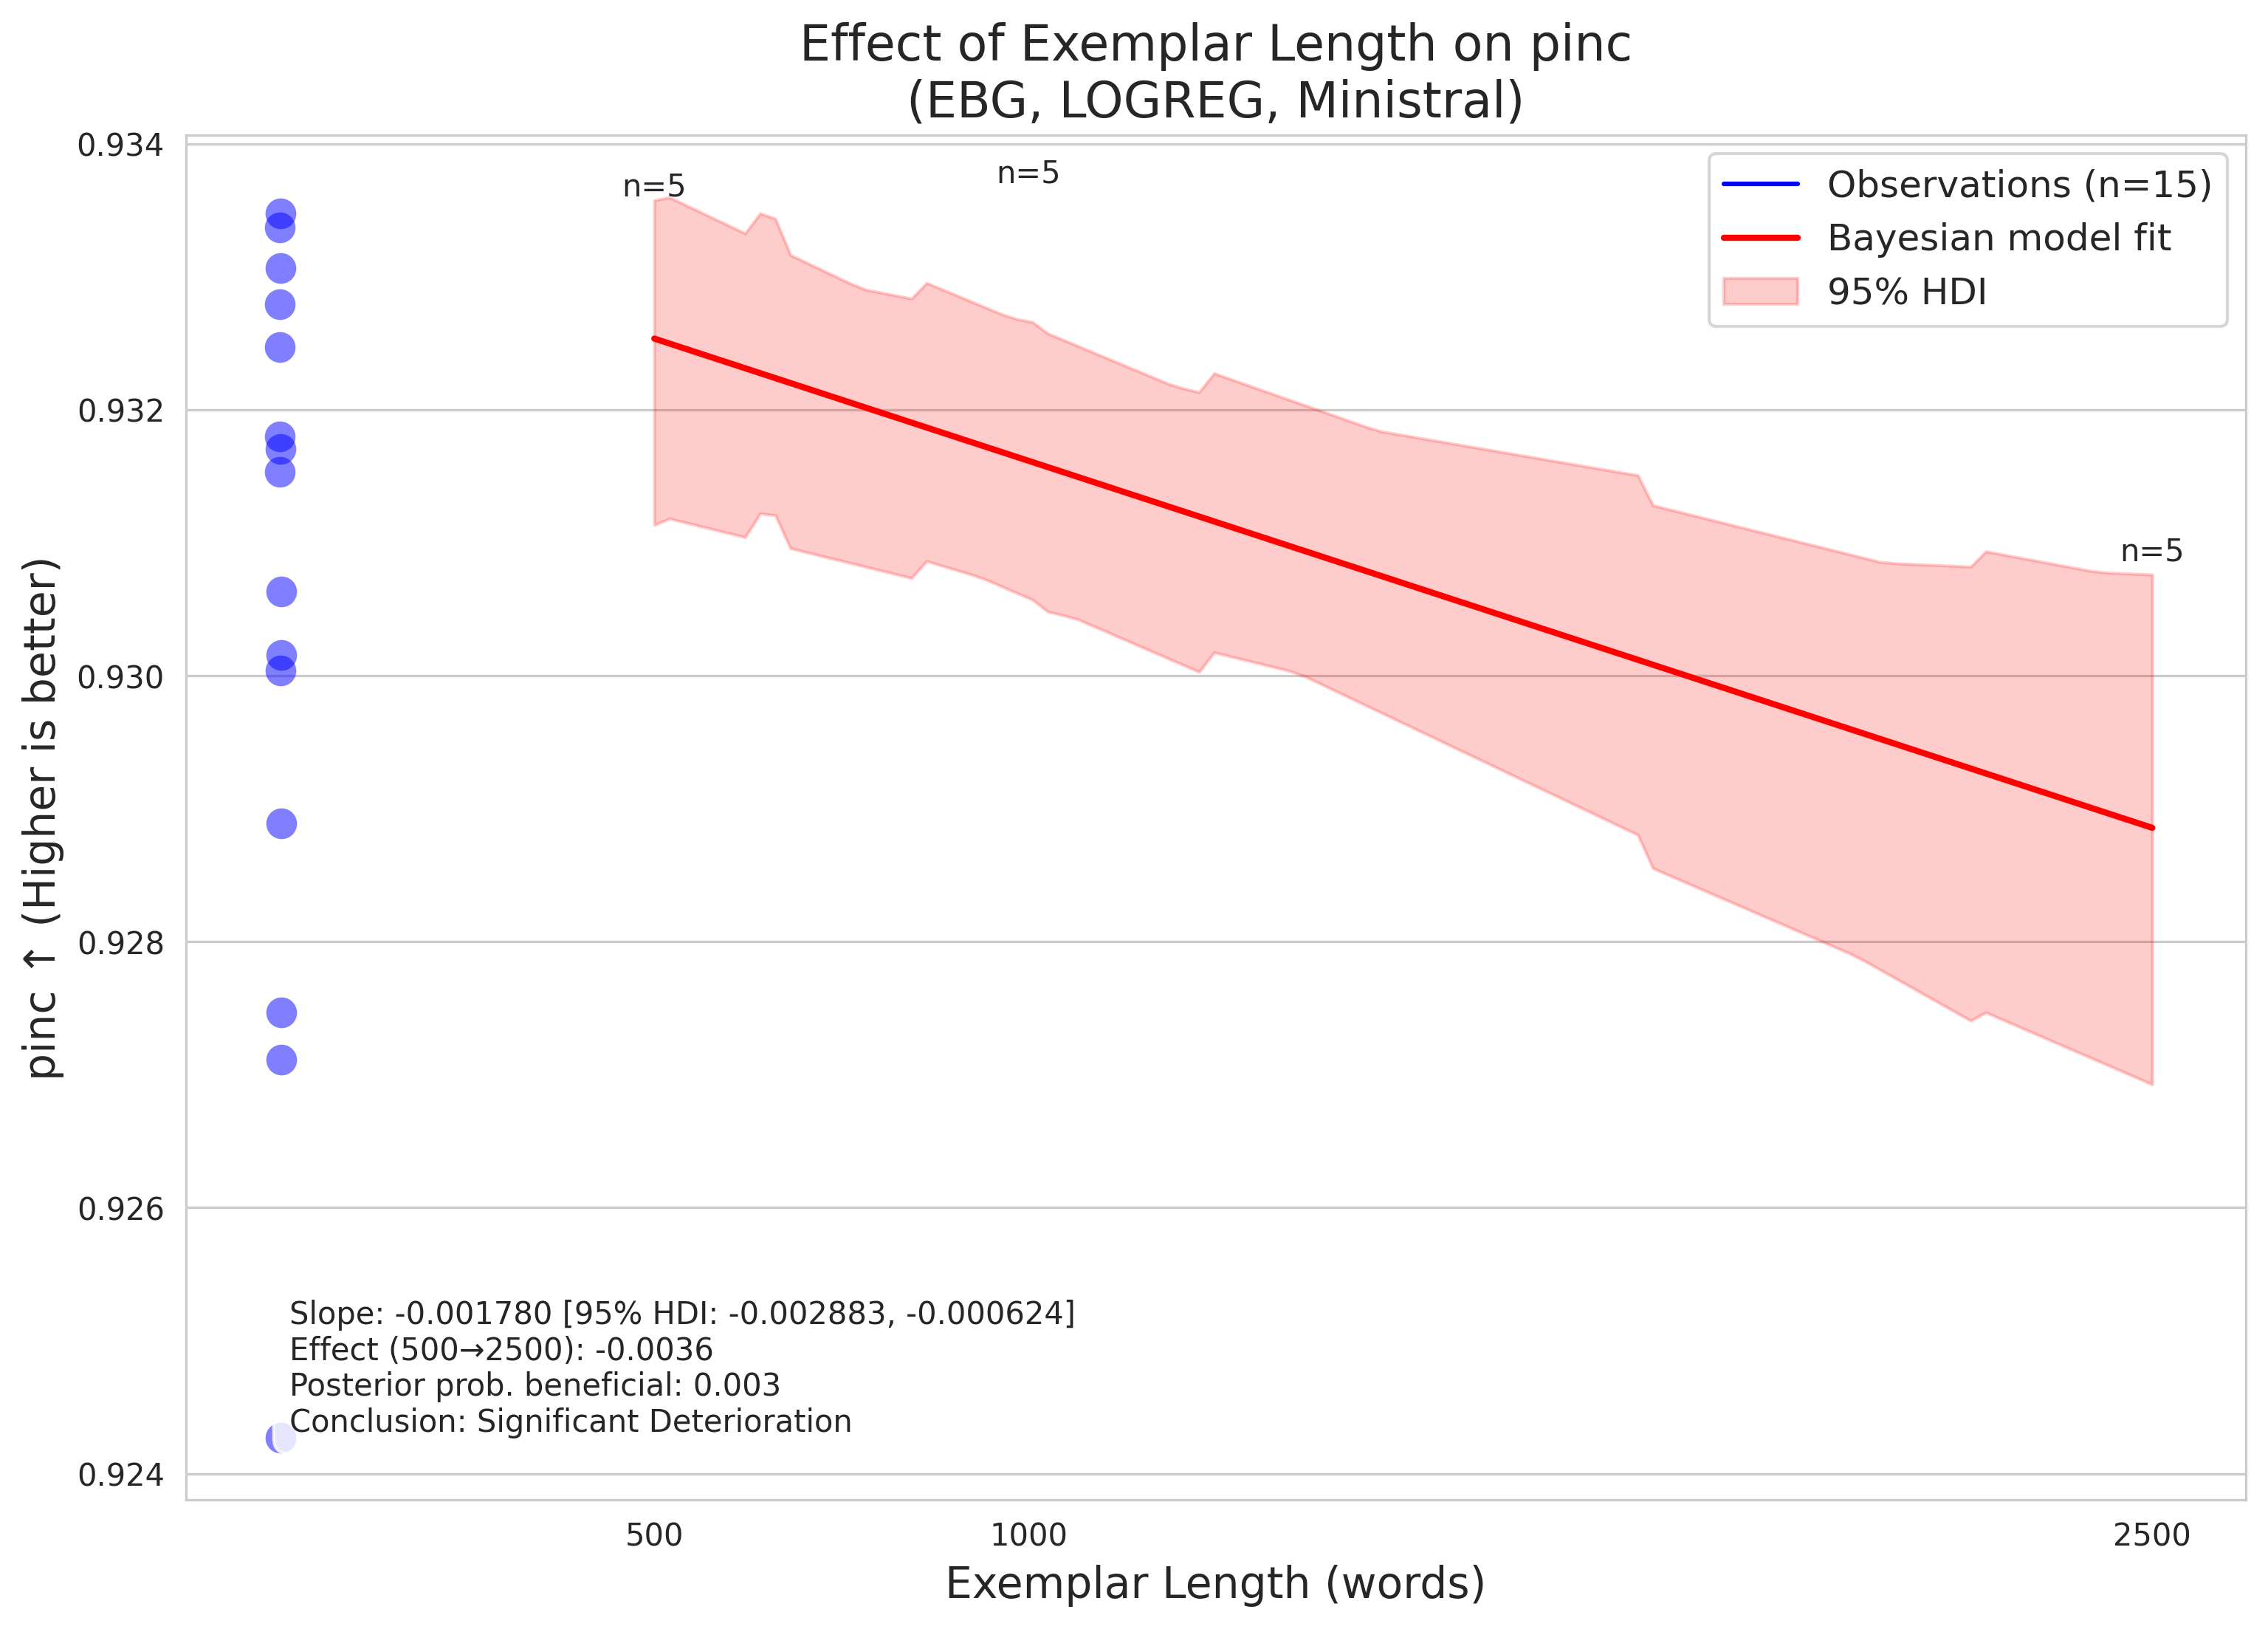 Effect of Exemplar Length on pinc
(EBG, LOGREG, Ministral)
0.934
0.932
0.930
0.928
0.926
0.924
pinc ↑ (Higher is better)
n=5
n=5
n=5
Observations (n=15)
Bayesian model fit
95% HDI
Slope: -0.001780 [95% HDI: -0.002883, -0.000624]
Effect (500→2500): -0.0036
Posterior prob. beneficial: 0.003
Conclusion: Significant Deterioration
500
1000
2500
Exemplar Length (words)